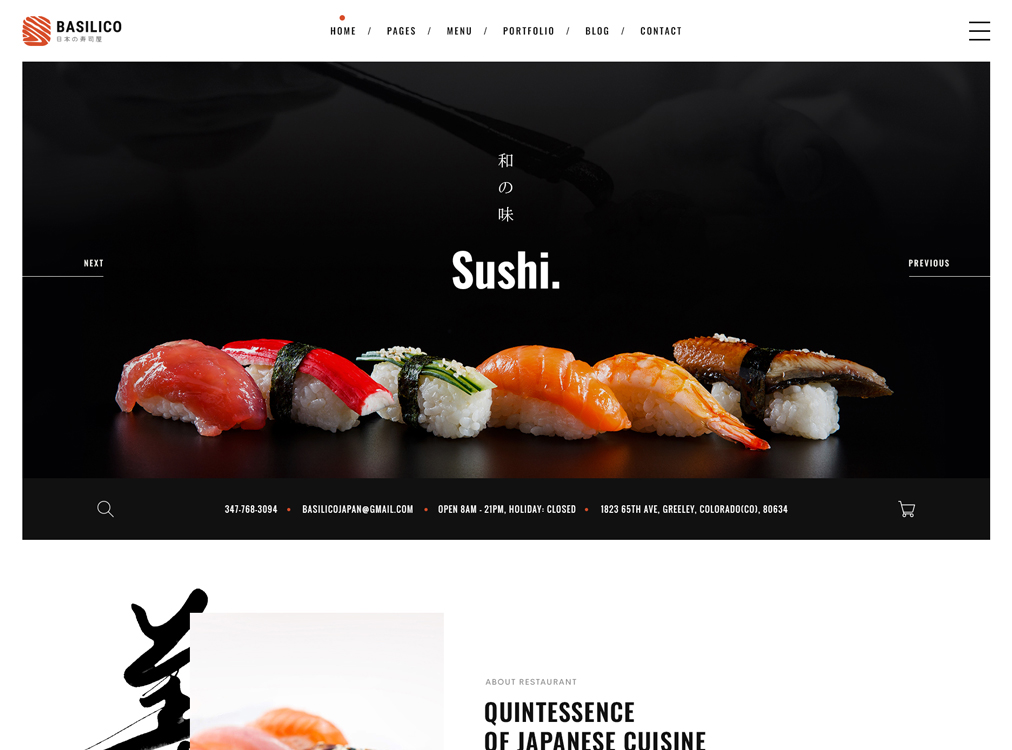 BASILICO
日本の寿司屋
HOME / PAGES / MENU / PORTFOLIO / BLOG / CONTACT
和
の
味
Sushi.
NEXT
PREVIOUS
347-768-3094 • BASILICOJAPAN@GMAIL.COM • OPEN 8AM - 21PM, HOLIDAY: CLOSED • 1823 65TH AVE, GREELEY, COLORADO(CO), 80634
ABOUT RESTAURANT
QUINTESSENCE
OF JAPANESE CUISINE